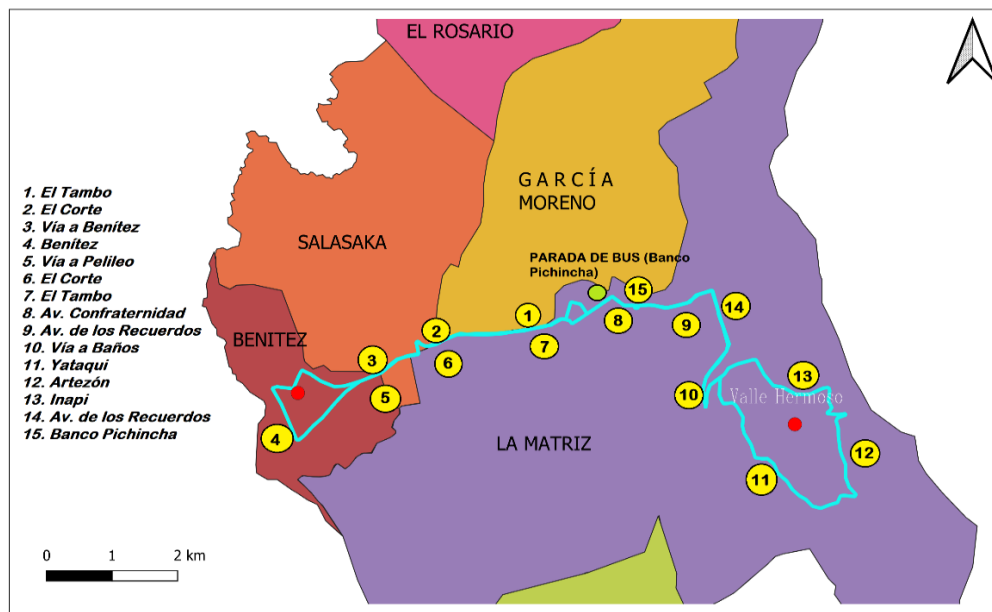 EL ROSARIO
GARCÍA
MORENO
SALASAKA
PARADA DE BUS (Banco
Pichincha)
BENITEZ
LA MATRIZ
Valle Hermoso
1. El Tambo
2. El Corte
3. Vía a Benítez
4. Benítez
5. Vía a Pelileo
6. El Corte
7. El Tambo
8. Av. Confraternidad
9. Av. de los Recuerdos
10. Vía a Baños
11. Yataqui
12. Artezón
13. Inapi
14. Av. de los Recuerdos
15. Banco Pichincha
1
2
3
4
5
6
7
8
9
10
11
12
13
14
15
0 1 2 km